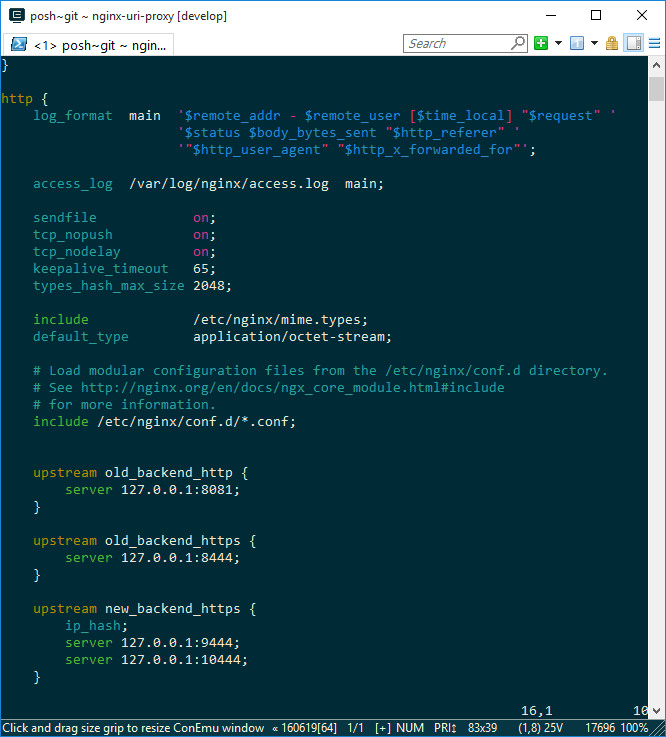 posh~git ~ nginx-uri-proxy [develop]
<1> posh~git ~ ngin...
Search
}
http {
    log_format  main  '$remote_addr - $remote_user [$time_local] "$request" '
                      '$status $body_bytes_sent "$http_referer" '
                      '"$http_user_agent" "$http_x_forwarded_for"';
    access_log  /var/log/nginx/access.log  main;
    sendfile            on;
    tcp_nopush          on;
    tcp_nodelay         on;
    keepalive_timeout   65;
    types_hash_max_size 2048;
    include             /etc/nginx/mime.types;
    default_type        application/octet-stream;
    # Load modular configuration files from the /etc/nginx/conf.d directory.
    # See http://nginx.org/en/docs/ngx_core_module.html#include
    # for more information.
    include /etc/nginx/conf.d/*.conf;
    upstream old_backend_http {
        server 127.0.0.1:8081;
    }
    upstream old_backend_https {
        server 127.0.0.1:8444;
    }
    upstream new_backend_https {
        ip_hash;
        server 127.0.0.1:9444;
        server 127.0.0.1:10444;
    }
16,1          10
Click and drag size grip to resize ConEmu window « 160619[64] 1/1 [+] NUM PRI↕ 83x39 (1,8) 25V 17696 100%